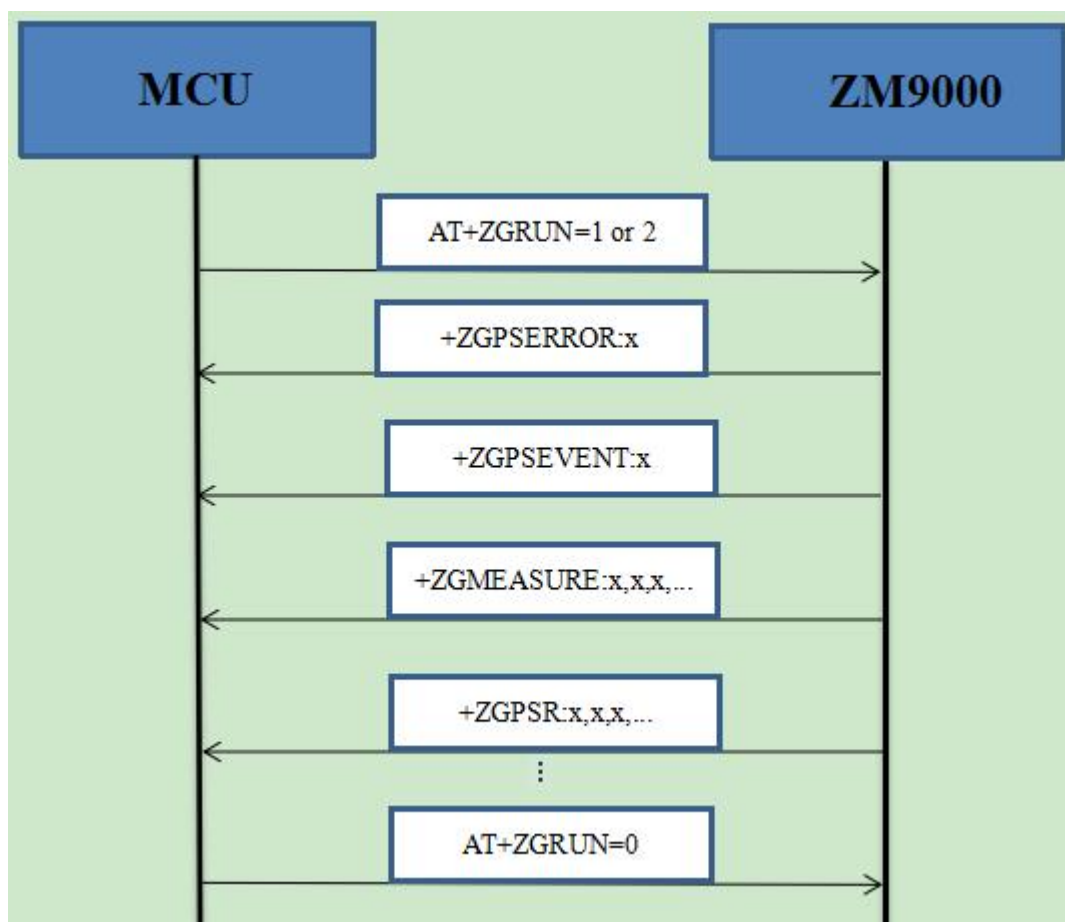 MCU
ZM9000
AT+ZGRUN=1 or 2
+ZGPSERROR:x
+ZGPSEVENT:x
+ZGMEASURE:x,x,x,...
+ZGPSR:x,x,x,...
AT+ZGRUN=0